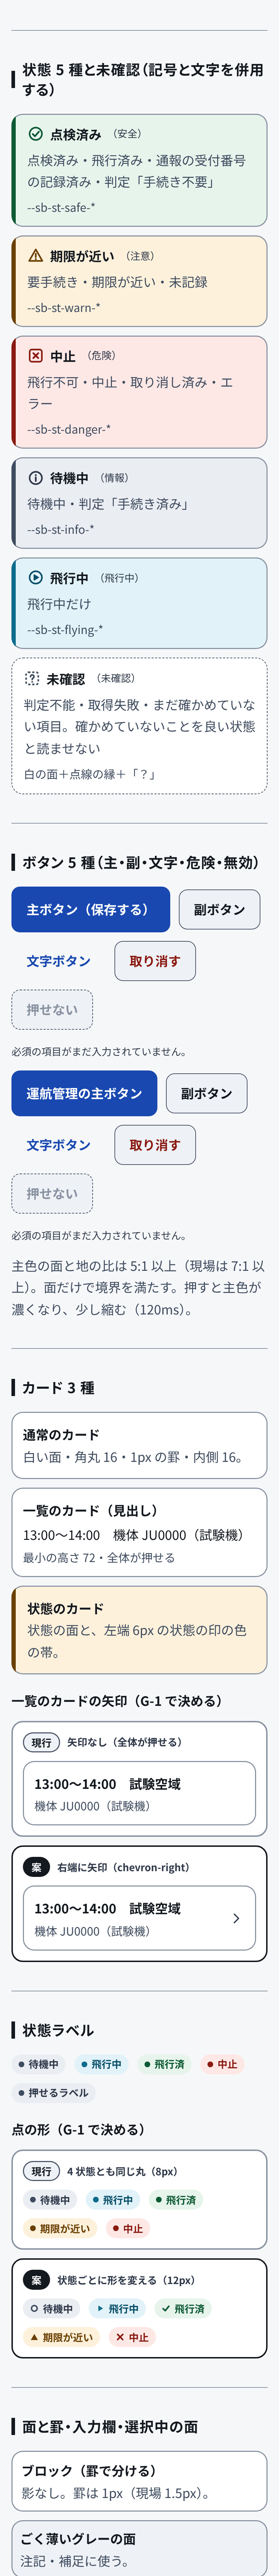 状態 5 種と未確認（記号と文字を併用
する）
点検済み（安全）
点検済み・飛行済み・通報の受付番号
の記録済み・判定「手続き不要」
--sb-st-safe-*
期限が近い（注意）
要手続き・期限が近い・未記録
--sb-st-warn-*
中止（危険）
飛行不可・中止・取り消し済み・エ
ラー
--sb-st-danger-*
待機中（情報）
待機中・判定「手続き済み」
--sb-st-info-*
飛行中（飛行中）
飛行中だけ
--sb-st-flying-*
未確認（未確認）
判定不能・取得失敗・まだ確かめていな
い項目。確かめていないことを良い状態
と読ませない
白の面＋点線の縁＋「？」
ボタン 5 種（主・副・文字・危険・無効）
主ボタン（保存する） 副ボタン
文字ボタン 取り消す
押せない
必須の項目がまだ入力されていません。
運航管理の主ボタン 副ボタン
文字ボタン 取り消す
押せない
必須の項目がまだ入力されていません。
主色の面と地の比は 5:1 以上（現場は 7:1 以
上）。面だけで境界を満たす。押すと主色が
濃くなり、少し縮む（120ms）。
カード 3 種
通常のカード
白い面・角丸 16・1px の罫・内側 16。
一覧のカード（見出し）
13:00〜14:00　機体 JU0000（試験機）
最小の高さ 72・全体が押せる
状態のカード
状態の面と、左端 6px の状態の印の色
の帯。
一覧のカードの矢印（G-1 で決める）
現行 矢印なし（全体が押せる）
13:00〜14:00　試験空域
機体 JU0000（試験機）
案 右端に矢印（chevron-right）
13:00〜14:00　試験空域
機体 JU0000（試験機）
状態ラベル
待機中 飛行中 飛行済 中止
押せるラベル
点の形（G-1 で決める）
現行 4 状態とも同じ丸（8px）
待機中 飛行中 飛行済
期限が近い 中止
案 状態ごとに形を変える（12px）
待機中 飛行中 飛行済
期限が近い 中止
面と罫・入力欄・選択中の面
ブロック（罫で分ける）
影なし。罫は 1px（現場 1.5px）。
ごく薄いグレーの面
注記・補足に使う。